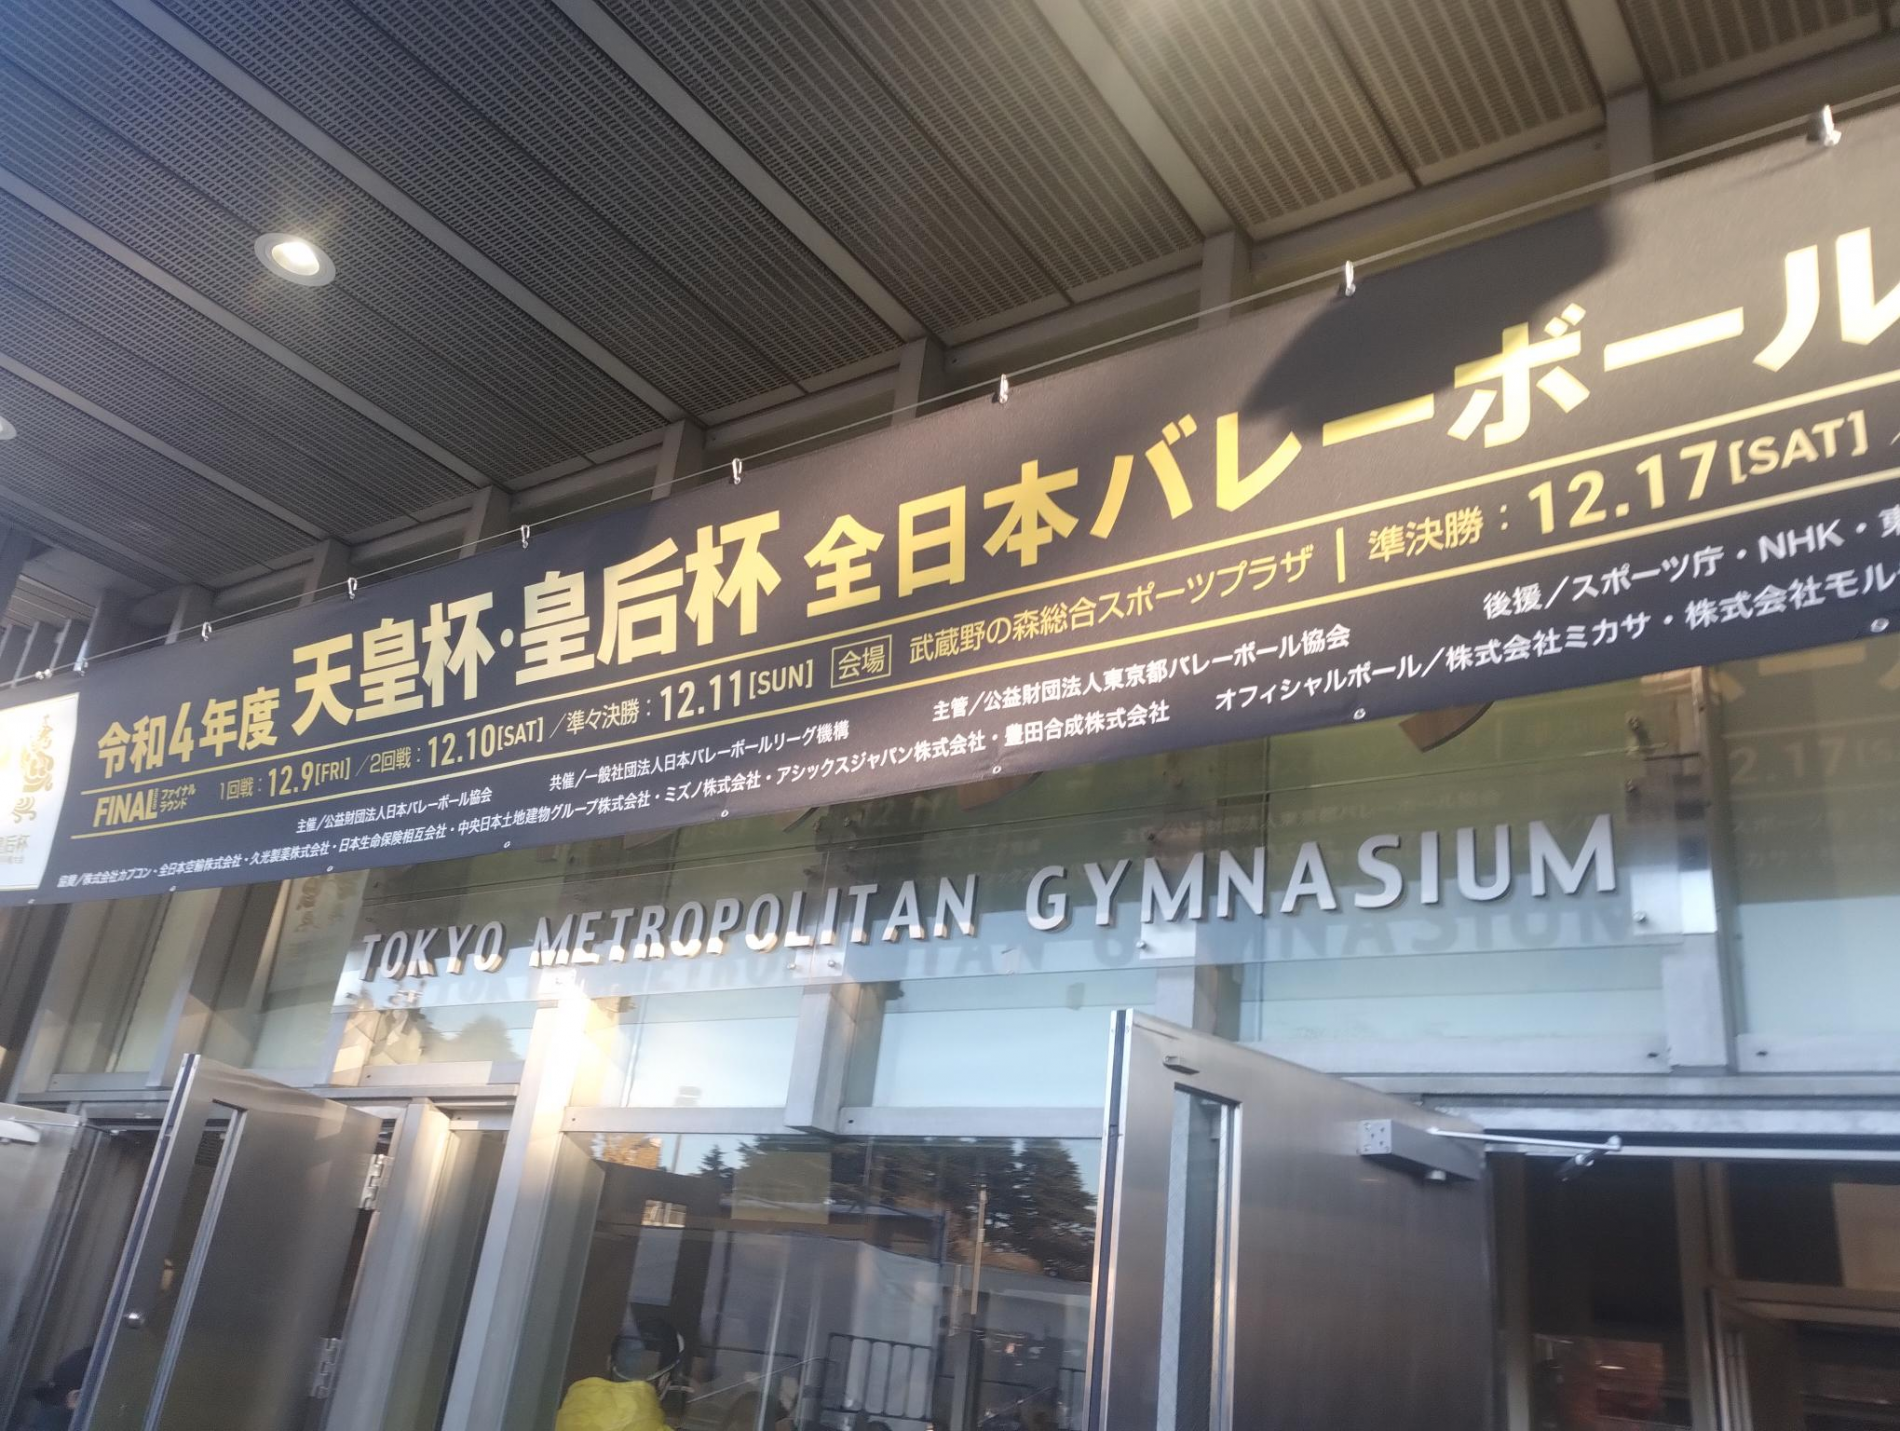 令和4年度 天皇杯・皇后杯 全日本バレーボール
FINAL ファイナルラウンド 1回戦：12.9[FRI] ／2回戦：12.10[SAT] ／準々決勝：12.11[SUN] 会場 武蔵野の森総合スポーツプラザ | 準決勝：12.17[SAT] ／
主催／公益財団法人日本バレーボール協会 共催／一般社団法人日本バレーボールリーグ機構 主管／公益財団法人東京都バレーボール協会 後援／スポーツ庁・NHK・
協賛／株式会社カプコン・全日本空輸株式会社・久光製薬株式会社・日本生命保険相互会社・中央日本土地建物グループ株式会社・ミズノ株式会社・アシックスジャパン株式会社・豊田合成株式会社 オフィシャルボール／株式会社ミカサ・株式会社モル
皇后杯
TOKYO METROPOLITAN GYMNASIUM